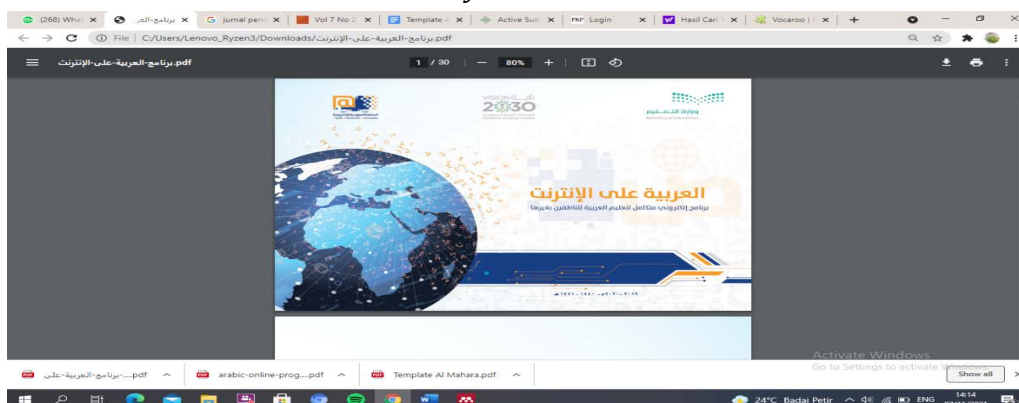 (268) Wha
برنامج-العر
jurnal pen
Vol 7 No 2
Template
Active Sub
PKP Login
Hasil Cari
Vocaroo |
File | C:/Users/Lenovo_Ryzen3/Downloads/برنامج-العربية-على-الإنترنت.pdf
برنامج-العربية-على-الإنترنت.pdf
1 / 30 | — 80% +
VISION رؤية
2030
وزارة التعليم
Ministry of Education
العربية على الإنترنت
برنامج إلكتروني متكامل لتعليم العربية للناطقين بغيرها
Activate Windows
Go to Settings to activate Windows.
برنامج-العربية-على-....pdf
arabic-online-prog....pdf
Template Al Mahara.pdf
Show all
24°C Badai Petir
ENG
14:14